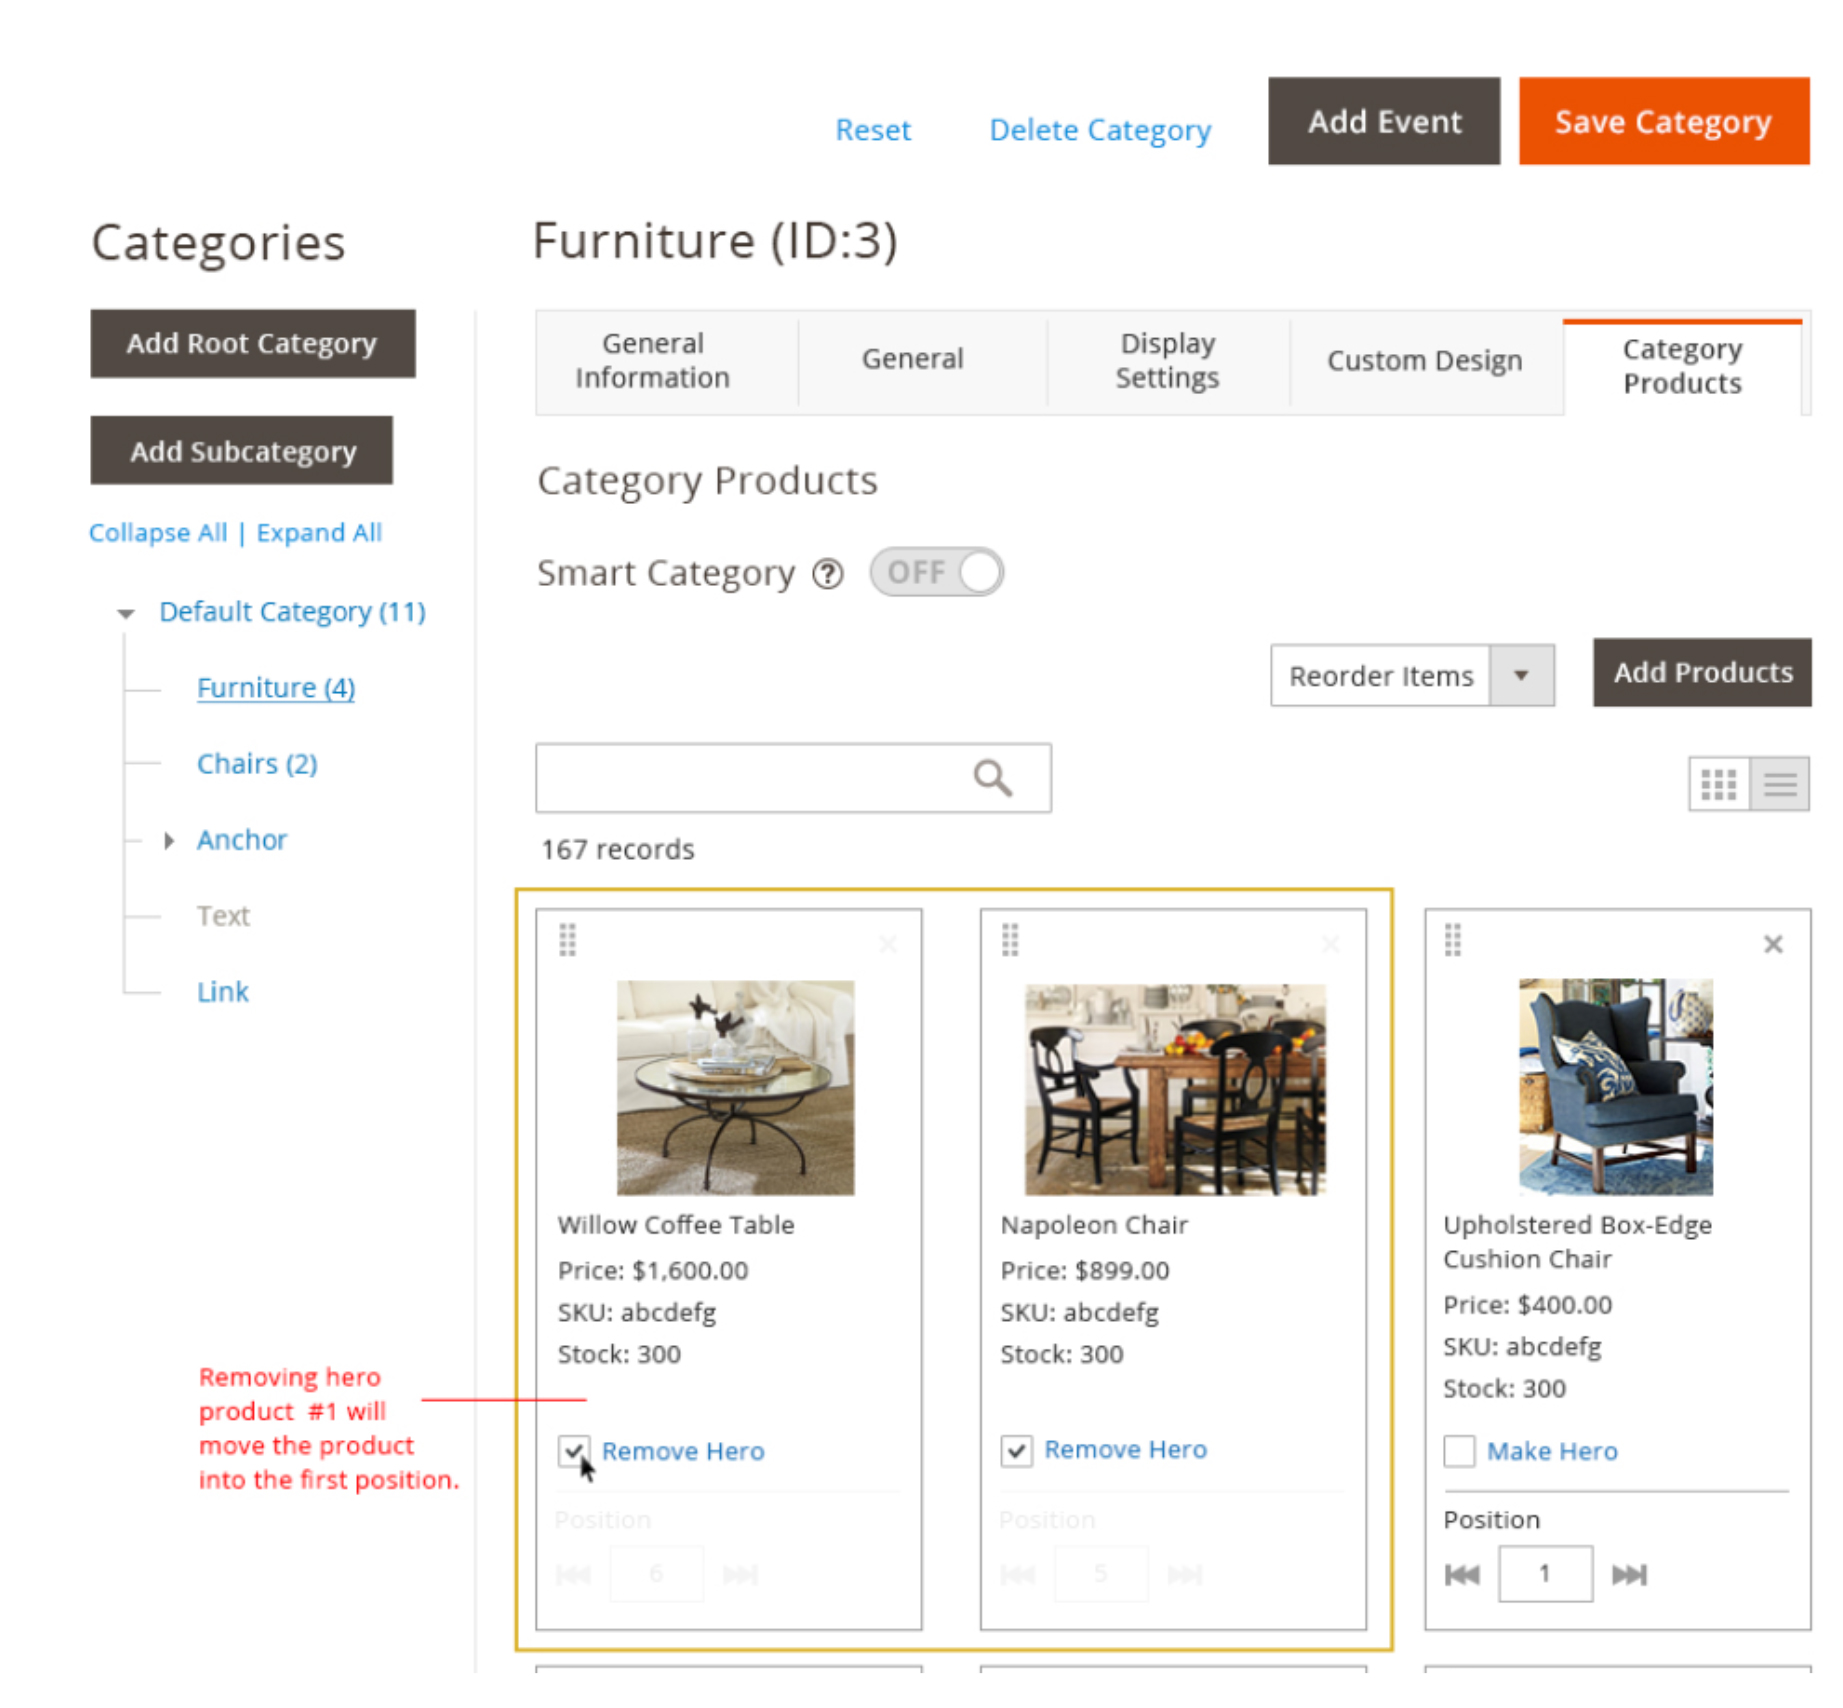 Reset
Delete Category
Add Event
Save Category
Categories
Furniture (ID:3)
Add Root Category
Add Subcategory
Collapse All | Expand All
Default Category (11)
Furniture (4)
Chairs (2)
Anchor
Text
Link
General
Information
General
Display
Settings
Custom Design
Category
Products
Category Products
Smart Category ?
OFF
Reorder Items
Add Products
167 records
Willow Coffee Table
Price: $1,600.00
SKU: abcdefg
Stock: 300
Remove Hero
Position
6
Napoleon Chair
Price: $899.00
SKU: abcdefg
Stock: 300
Remove Hero
Position
5
Upholstered Box-Edge
Cushion Chair
Price: $400.00
SKU: abcdefg
Stock: 300
Make Hero
Position
1
Removing hero
product #1 will
move the product
into the first position.